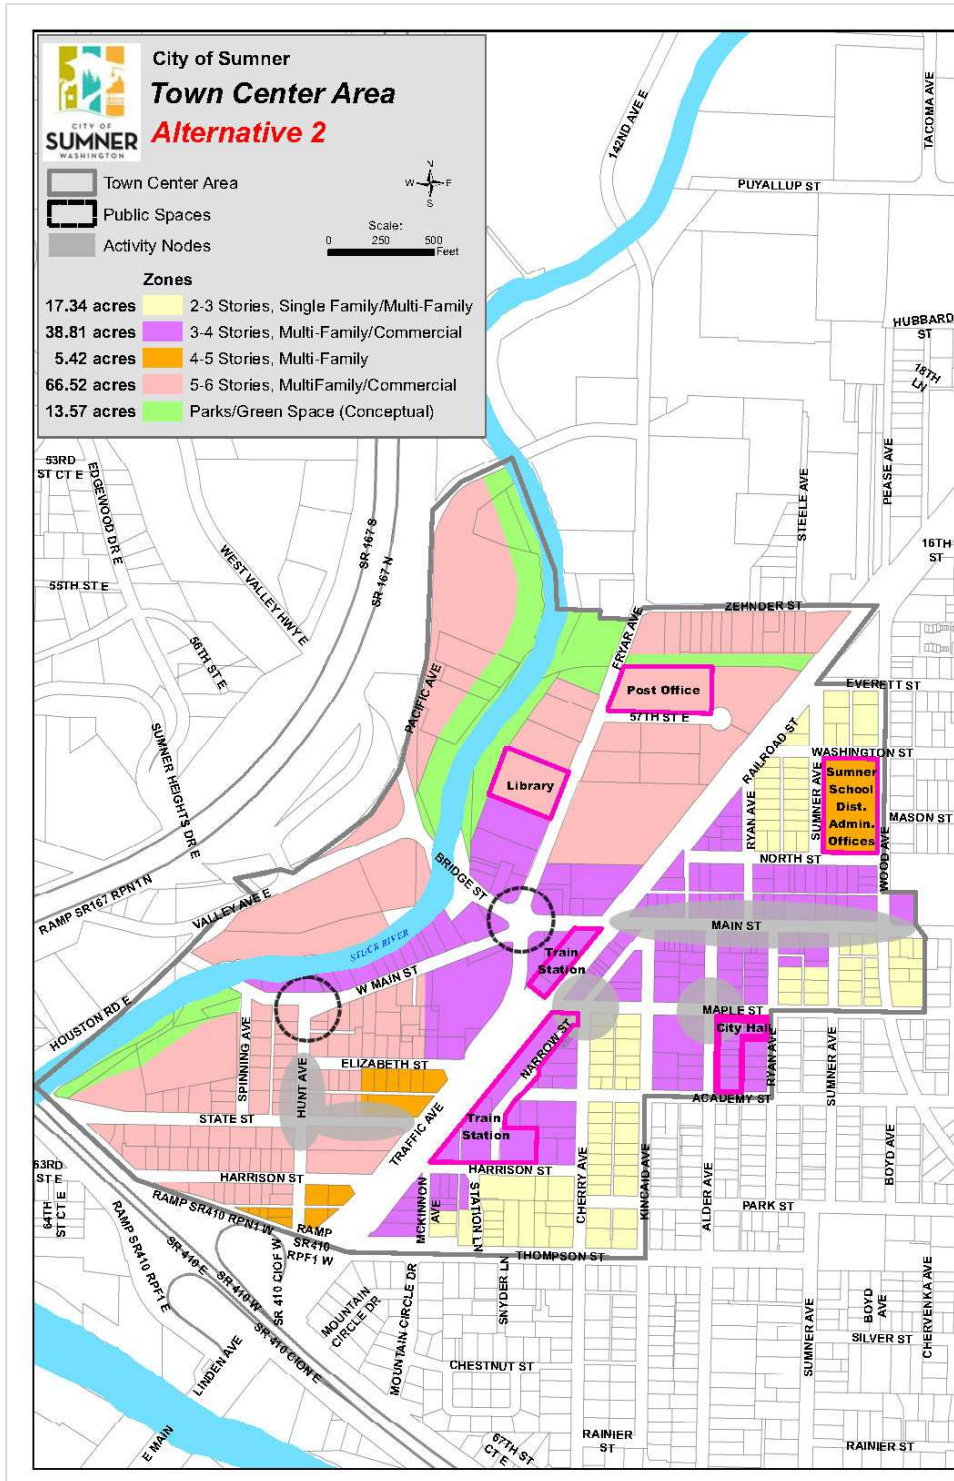 City of Sumner
Town Center Area
Alternative 2
CITY OF
SUMNER
WASHINGTON
Town Center Area
Public Spaces
Activity Nodes
N
W E
S
Scale:
0 250 500
Feet
Zones
17.34 acres 2-3 Stories, Single Family/Multi-Family
38.81 acres 3-4 Stories, Multi-Family/Commercial
5.42 acres 4-5 Stories, Multi-Family
66.52 acres 5-6 Stories, MultiFamily/Commercial
13.57 acres Parks/Green Space (Conceptual)
142ND AVE E
TACOMA AVE
PUYALLUP ST
HUBBARD
ST
18TH
LN
PEASE AVE
STEELE AVE
16TH
ST
53RD
ST CT E
EDGEWOOD DR E
55TH ST E
56TH ST E
WEST VALLEY HWY E
SR 167 S
SR 167 N
SUMNER HEIGHTS DR E
RAMP SR167 RPN1 N
VALLEY AVE E
PACIFIC AVE
ZEHNDER ST
FRYAR AVE
Post Office
57TH ST E
EVERETT ST
RAILROAD ST
WASHINGTON ST
Library
Sumner
School
Dist.
Admin.
Offices
SUMNER AVE
RYAN AVE
MASON ST
WOOD AVE
NORTH ST
BRIDGE ST
MAIN ST
STUCK RIVER
W MAIN ST
Train
Station
HOUSTON RD E
MAPLE ST
City Hall
RYAN AVE
SUMNER AVE
NARROW ST
SPINNING AVE
HUNT AVE
ELIZABETH ST
STATE ST
TRAFFIC AVE
ACADEMY ST
Train
Station
63RD
ST E
HARRISON ST
HARRISON ST
64TH
ST CT E
RAMP SR410 RPN1 W
RAMP
SR410
RPF1 W
MCKINNON
AVE
STATION LN
CHERRY AVE
KINCAID AVE
ALDER AVE
PARK ST
BOYD AVE
THOMPSON ST
RAMP SR410 RPF1 E
SR 410 E
SR 410 W
SR 410 CIOF W
SR 410 CION E
LINDEN AVE
E MAIN
MOUNTAIN
CIRCLE DR
MOUNTAIN CIRCLE DR
SNYDER LN
CHESTNUT ST
67TH ST
CT E
RAINIER
ST
SUMNER AVE
BOYD
AVE
SILVER ST
CHERVENKA AVE
RAINIER ST